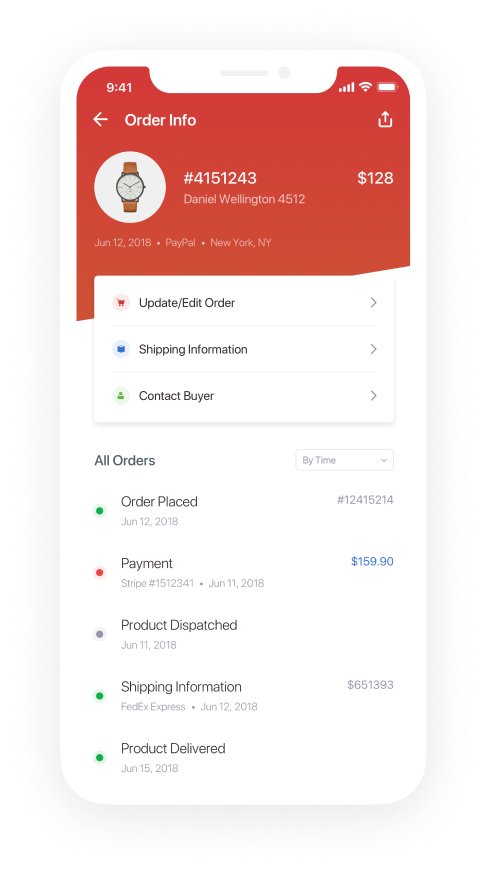 9:41
Order Info
#4151243 $128
Daniel Wellington 4512
Jun 12, 2018 • PayPal • New York, NY
Update/Edit Order
Shipping Information
Contact Buyer
All Orders By Time
Order Placed #12415214
Jun 12, 2018
Payment $159.90
Stripe #1512341 • Jun 11, 2018
Product Dispatched
Jun 11, 2018
Shipping Information $651393
FedEx Express • Jun 12, 2018
Product Delivered
Jun 15, 2018